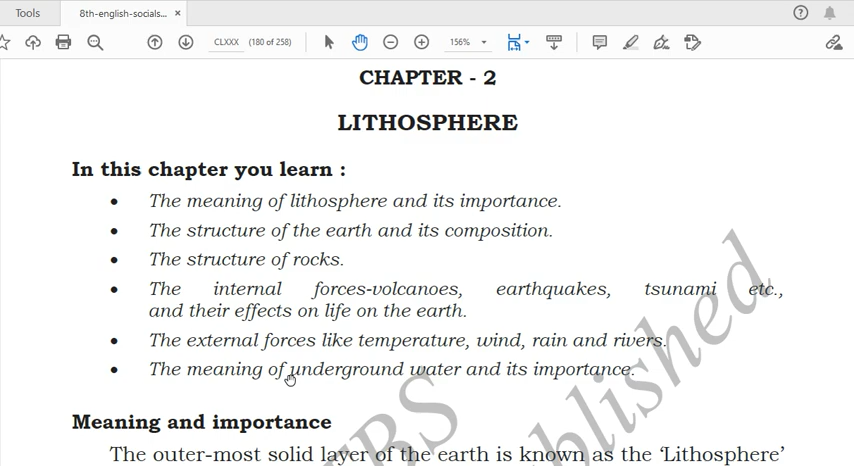 Tools
8th-english-socials... ×
CLXXX (180 of 258)
156%
CHAPTER - 2
LITHOSPHERE
In this chapter you learn :
• The meaning of lithosphere and its importance.
• The structure of the earth and its composition.
• The structure of rocks.
• The internal forces-volcanoes, earthquakes, tsunami etc.,
and their effects on life on the earth.
• The external forces like temperature, wind, rain and rivers.
• The meaning of underground water and its importance.
Meaning and importance
The outer-most solid layer of the earth is known as the ‘Lithosphere’